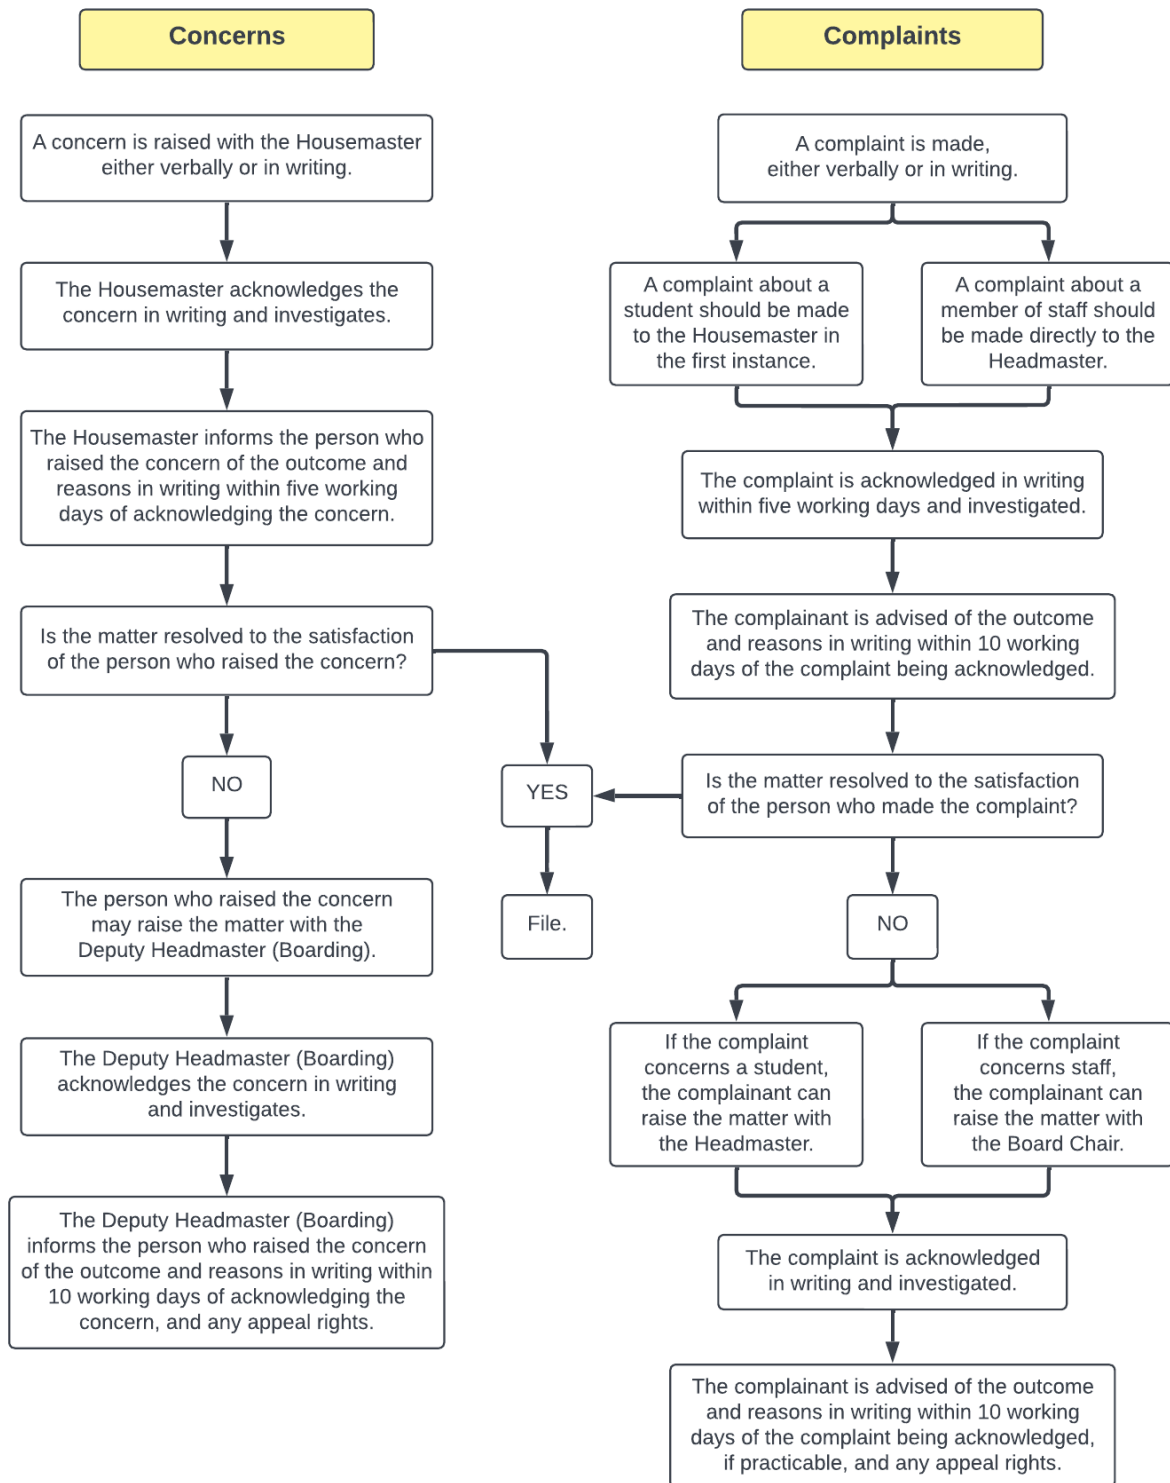 Concerns
A concern is raised with the Housemaster
either verbally or in writing.
The Housemaster acknowledges the
concern in writing and investigates.
The Housemaster informs the person who
raised the concern of the outcome and
reasons in writing within five working
days of acknowledging the concern.
Is the matter resolved to the satisfaction
of the person who raised the concern?
NO
The person who raised the concern
may raise the matter with the
Deputy Headmaster (Boarding).
The Deputy Headmaster (Boarding)
acknowledges the concern in writing
and investigates.
The Deputy Headmaster (Boarding)
informs the person who raised the concern
of the outcome and reasons in writing within
10 working days of acknowledging the
concern, and any appeal rights.
YES
File.
Complaints
A complaint is made,
either verbally or in writing.
A complaint about a
student should be made
to the Housemaster in
the first instance.
A complaint about a
member of staff should
be made directly to the
Headmaster.
The complaint is acknowledged in writing
within five working days and investigated.
The complainant is advised of the outcome
and reasons in writing within 10 working
days of the complaint being acknowledged.
Is the matter resolved to the satisfaction
of the person who made the complaint?
NO
If the complaint
concerns a student,
the complainant can
raise the matter with
the Headmaster.
If the complaint
concerns staff,
the complainant can
raise the matter with
the Board Chair.
The complaint is acknowledged
in writing and investigated.
The complainant is advised of the outcome
and reasons in writing within 10 working
days of the complaint being acknowledged,
if practicable, and any appeal rights.